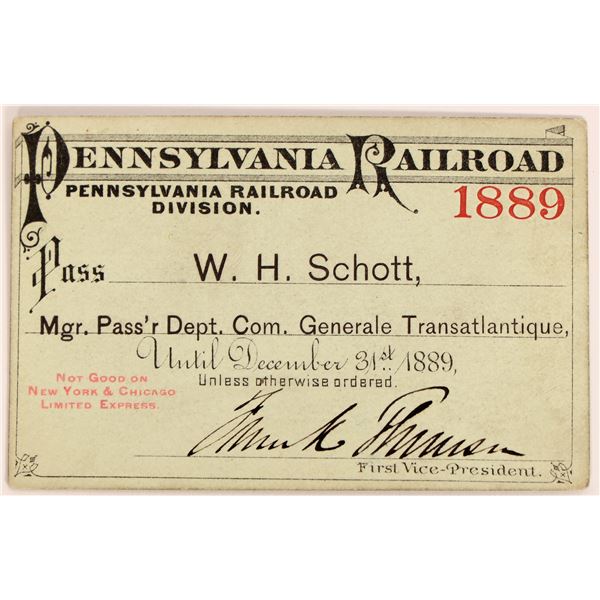 PENNSYLVANIA RAILROAD
A
PENNSYLVANIA RAILROAD
DIVISION.
1889
Pass W. H. Schott,
Mgr. Pass'r Dept. Com. Generale Transatlantique,
Until December 31st 1889,
Unless otherwise ordered.
NOT GOOD ON
NEW YORK & CHICAGO
LIMITED EXPRESS.
Frank Thomson
First Vice-President.